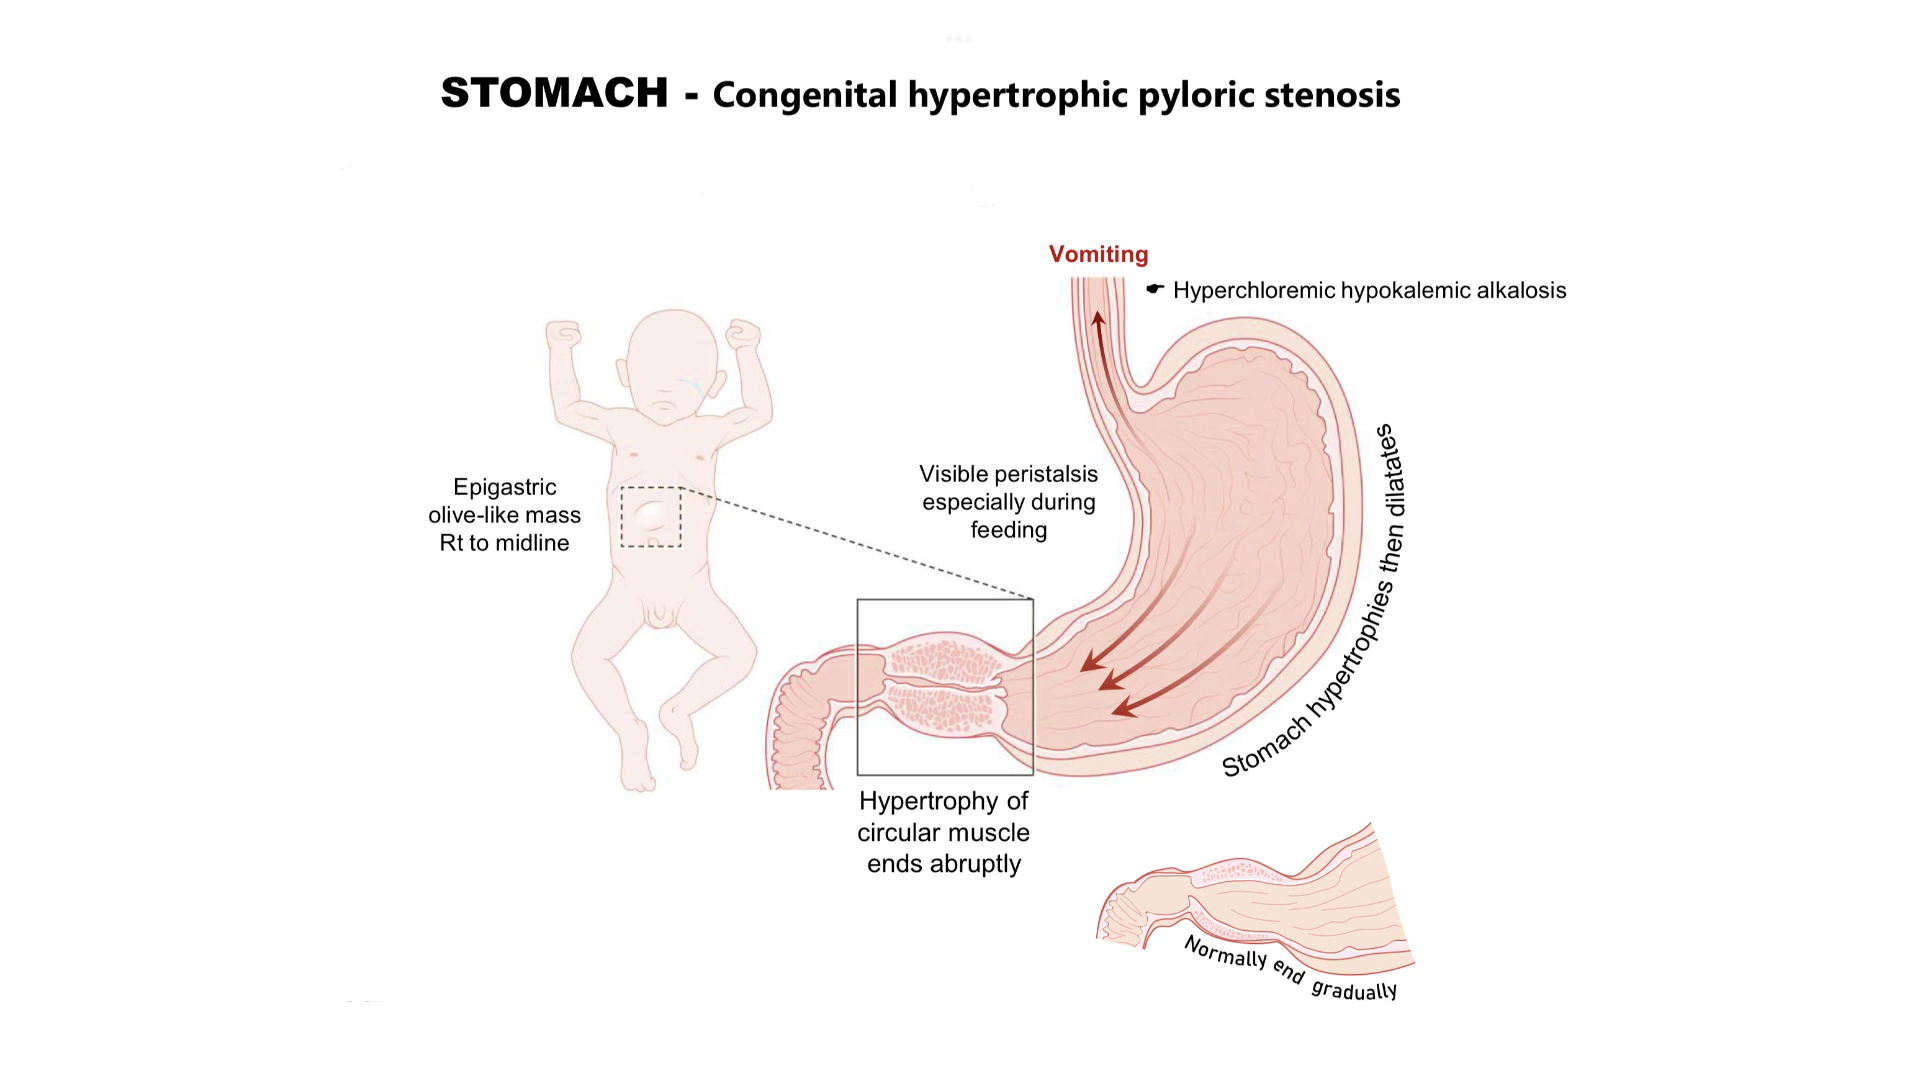 STOMACH - Congenital hypertrophic pyloric stenosis
Vomiting
Hyperchloremic hypokalemic alkalosis
Epigastric
olive-like mass
Rt to midline
Visible peristalsis
especially during
feeding
Stomach hypertrophies then dilatates
Hypertrophy of
circular muscle
ends abruptly
Normally end gradually